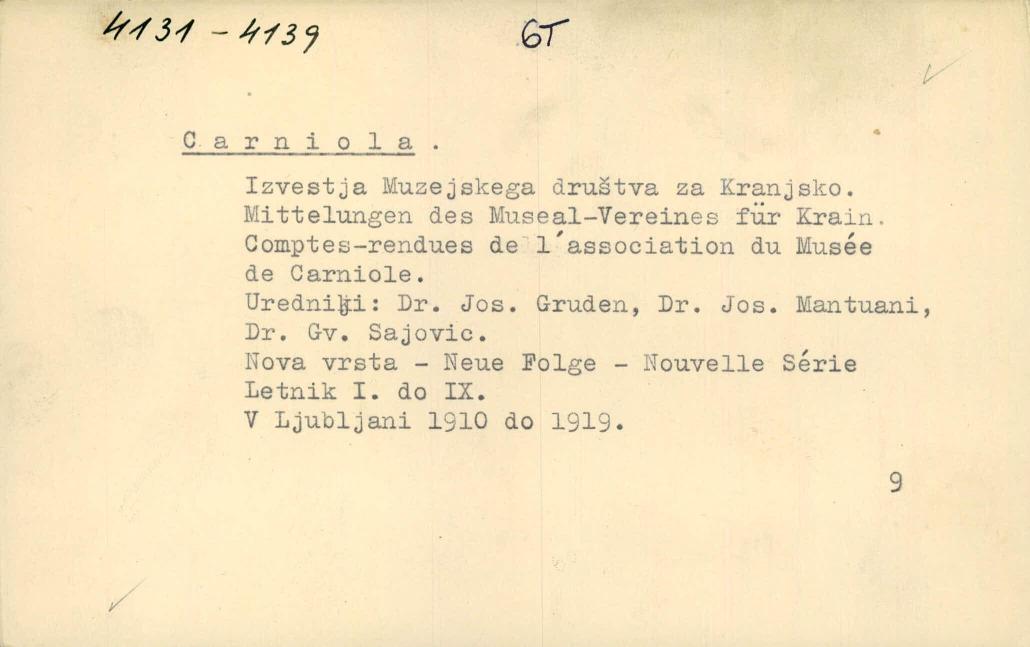 4131 - 4139 6T
C a r n i o l a .
Izvestja Muzejskega društva za Kranjsko.
Mittelungen des Museal-Vereines für Krain.
Comptes-rendues de l´association du Musée
de Carniole.
Uredniki: Dr. Jos. Gruden, Dr. Jos. Mantuani,
Dr. Gv. Sajovic.
Nova vrsta - Neue Folge - Nouvelle Série
Letnik I. do IX.
V Ljubljani 1910 do 1919.
9